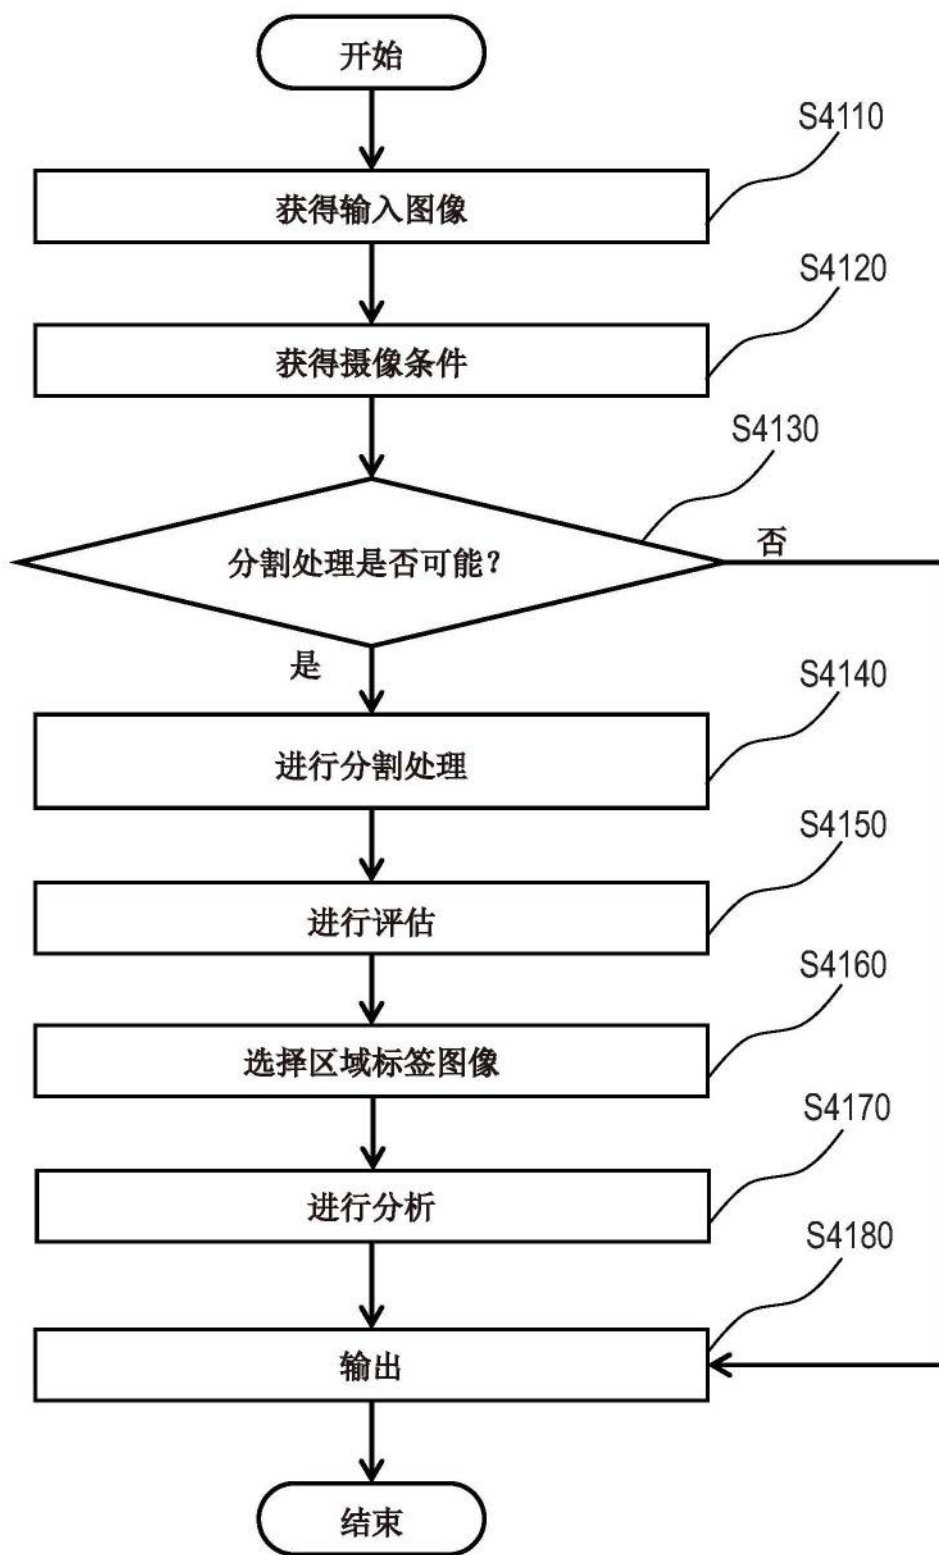 开始
S4110
获得输入图像
S4120
获得摄像条件
S4130
分割处理是否可能？
否
是
S4140
进行分割处理
S4150
进行评估
S4160
选择区域标签图像
S4170
进行分析
S4180
输出
结束